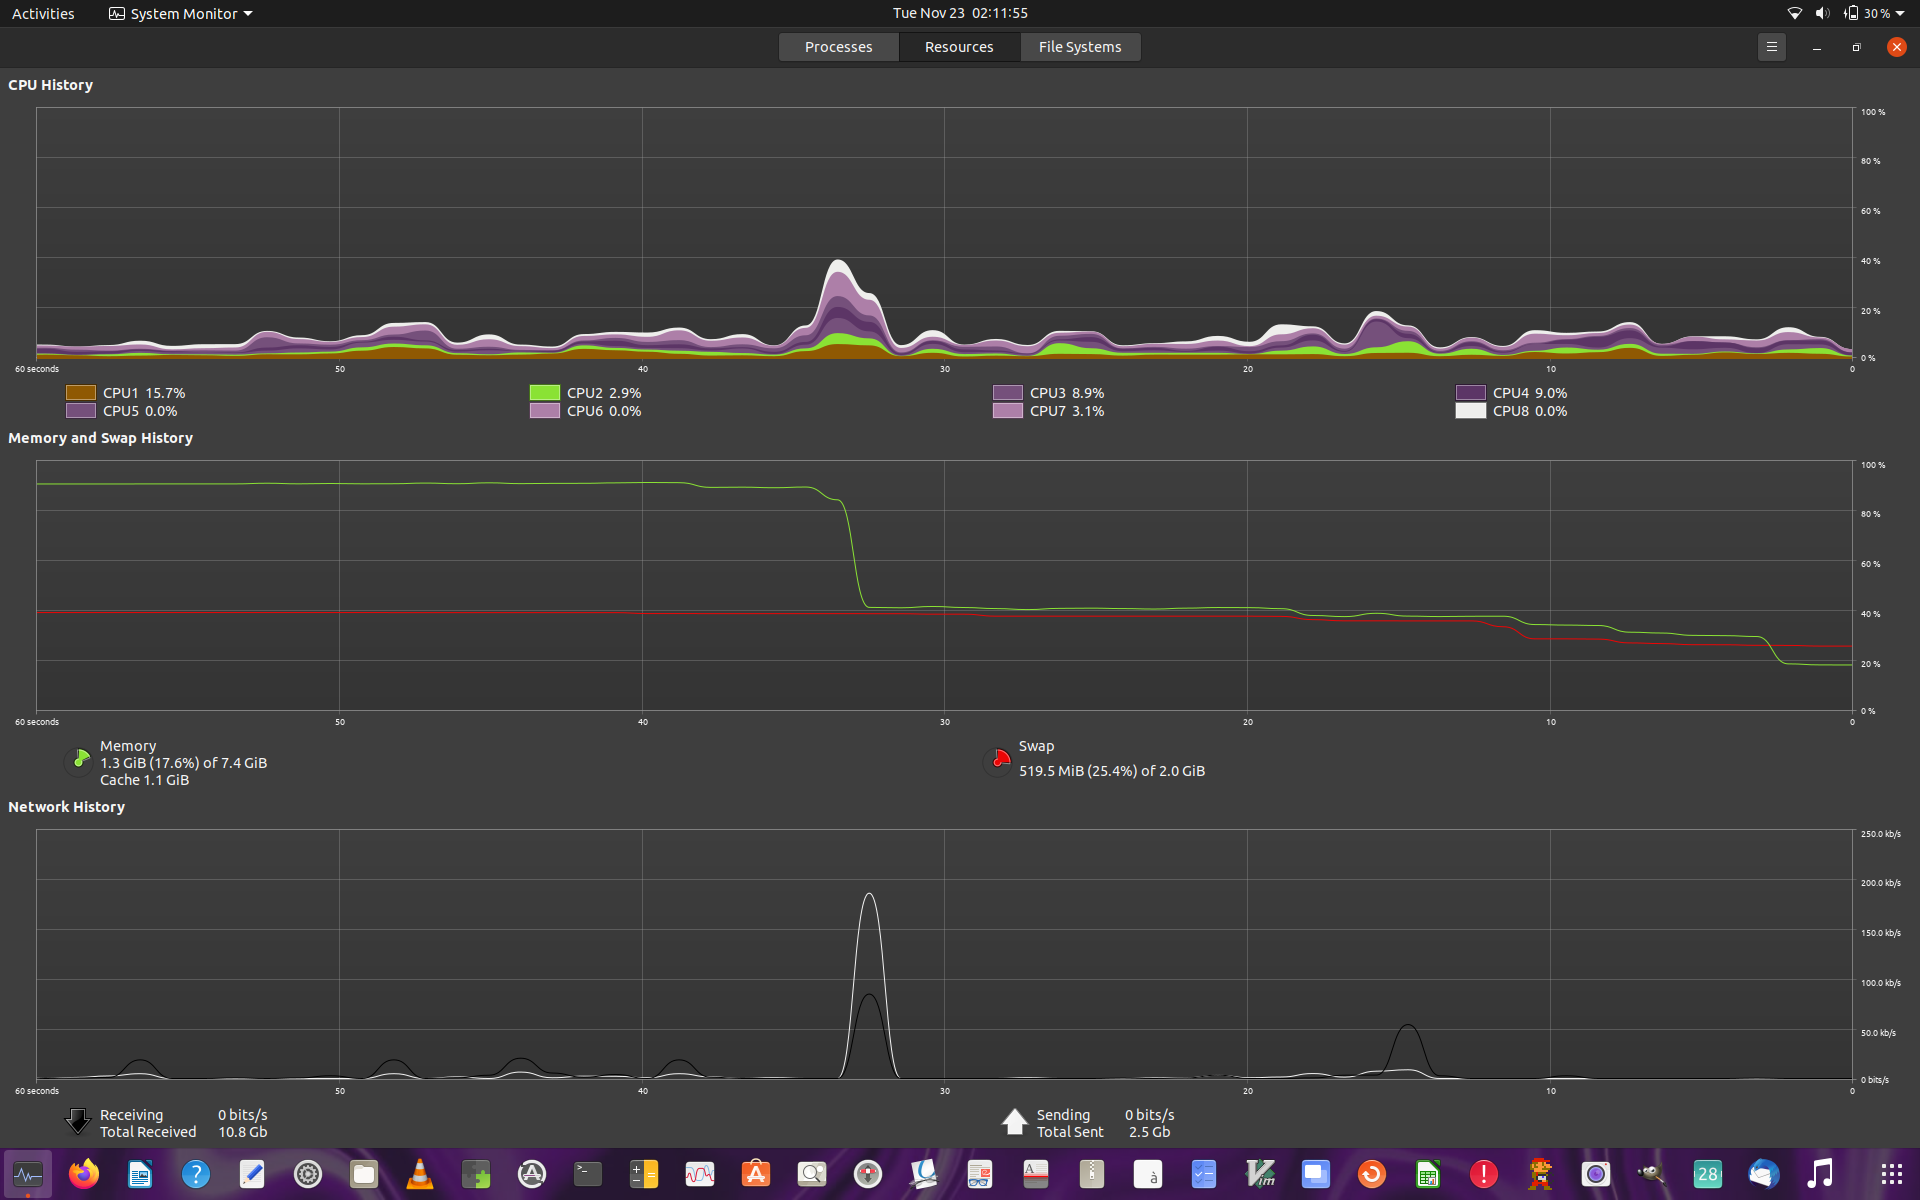 Activities System Monitor Tue Nov 23 02:11:55 30 %
Processes Resources File Systems
CPU History
100 %
80 %
60 %
40 %
20 %
0 %
60 seconds 50 40 30 20 10 0
CPU1 15.7% CPU2 2.9% CPU3 8.9% CPU4 9.0%
CPU5 0.0% CPU6 0.0% CPU7 3.1% CPU8 0.0%
Memory and Swap History
100 %
80 %
60 %
40 %
20 %
0 %
60 seconds 50 40 30 20 10 0
Memory Swap
1.3 GiB (17.6%) of 7.4 GiB 519.5 MiB (25.4%) of 2.0 GiB
Cache 1.1 GiB
Network History
250.0 kb/s
200.0 kb/s
150.0 kb/s
100.0 kb/s
50.0 kb/s
0 bits/s
60 seconds 50 40 30 20 10 0
Receiving 0 bits/s Sending 0 bits/s
Total Received 10.8 Gb Total Sent 2.5 Gb
? >_ A à Vim ! 28